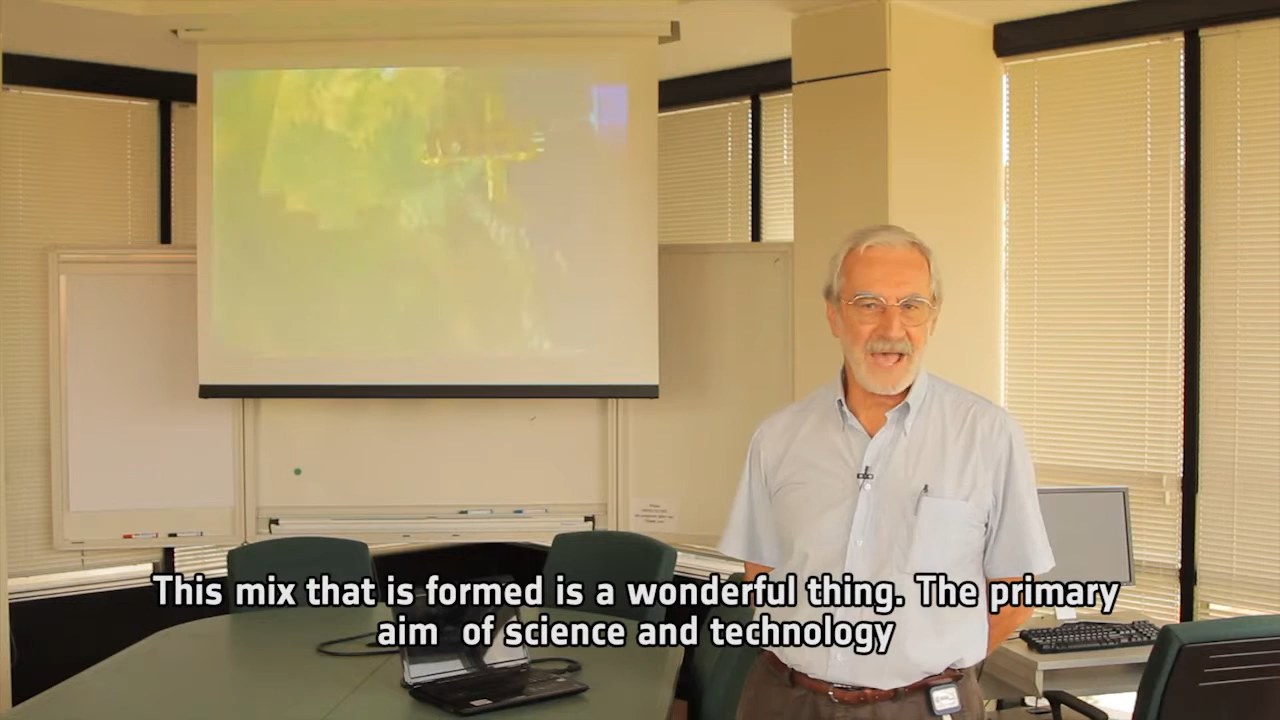 This mix that is formed is a wonderful thing. The primary
aim  of science and technology